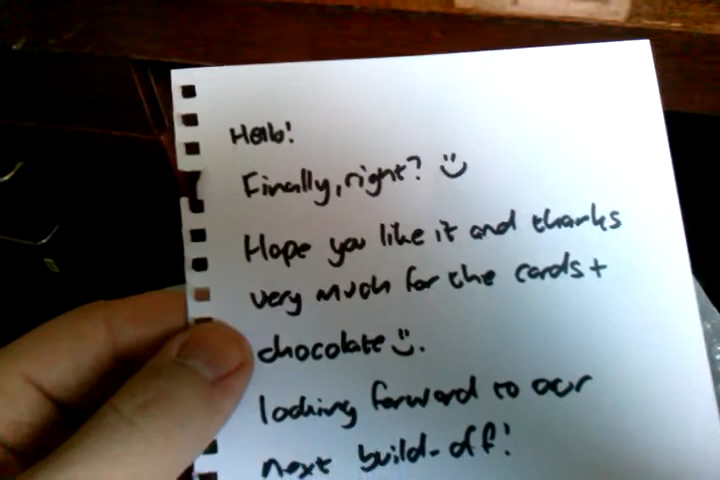 Hello!
Finally, right? :)
Hope you like it and thanks
very much for the cards +
chocolate :).
looking forward to our
next build-off!